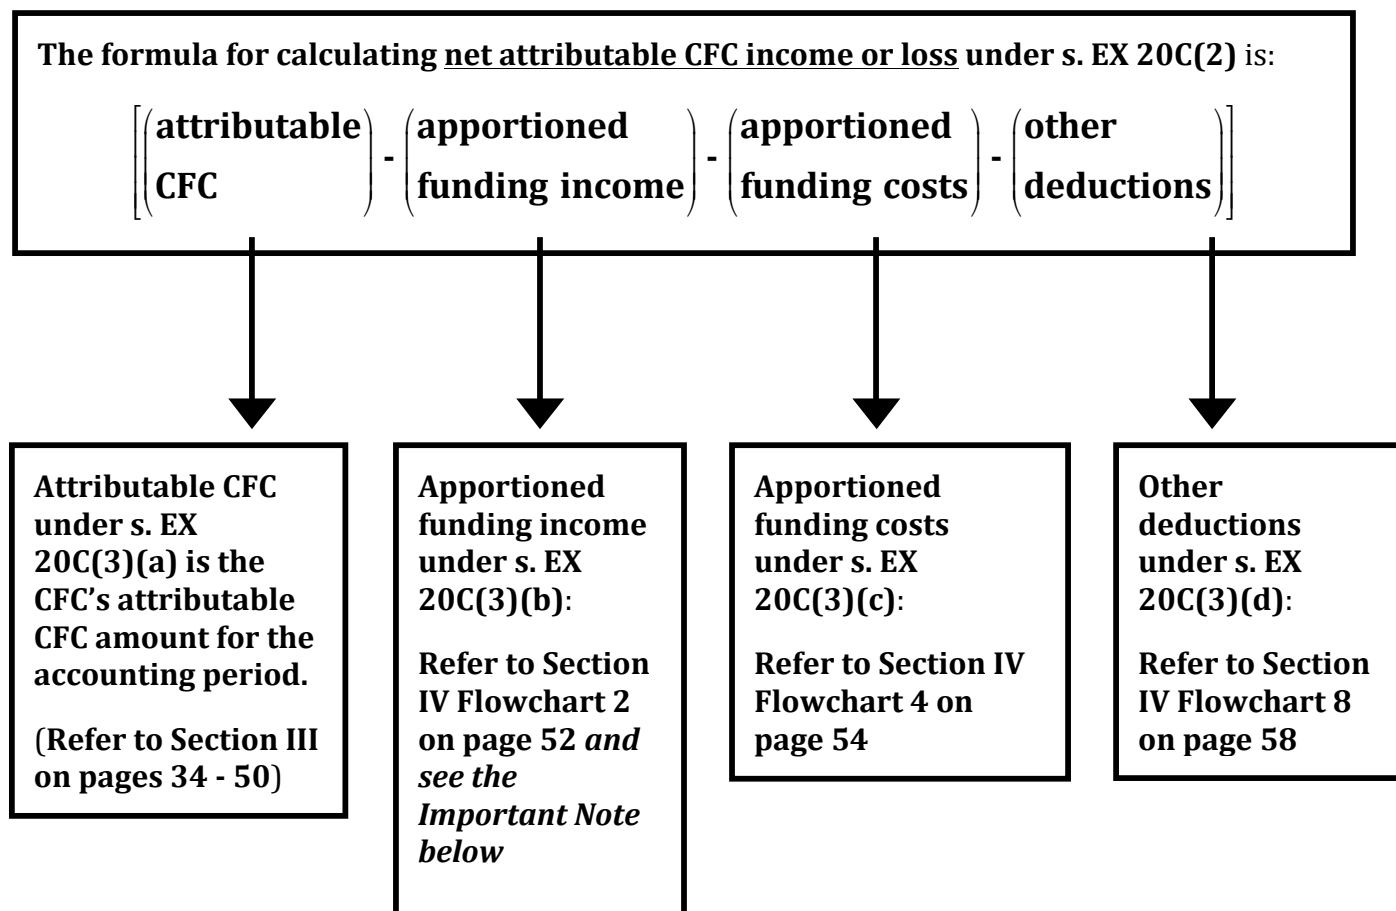 The formula for calculating net attributable CFC income or loss under s. EX 20C(2) is:
[(attributable CFC) - (apportioned funding income) - (apportioned funding costs) - (other deductions)]
Attributable CFC
under s. EX
20C(3)(a) is the
CFC’s attributable
CFC amount for the
accounting period.
(Refer to Section III
on pages 34 - 50)
Apportioned
funding income
under s. EX
20C(3)(b):
Refer to Section
IV Flowchart 2
on page 52 and
see the
Important Note
below
Apportioned
funding costs
under s. EX
20C(3)(c):
Refer to Section IV
Flowchart 4 on
page 54
Other
deductions
under s. EX
20C(3)(d):
Refer to Section
IV Flowchart 8
on page 58